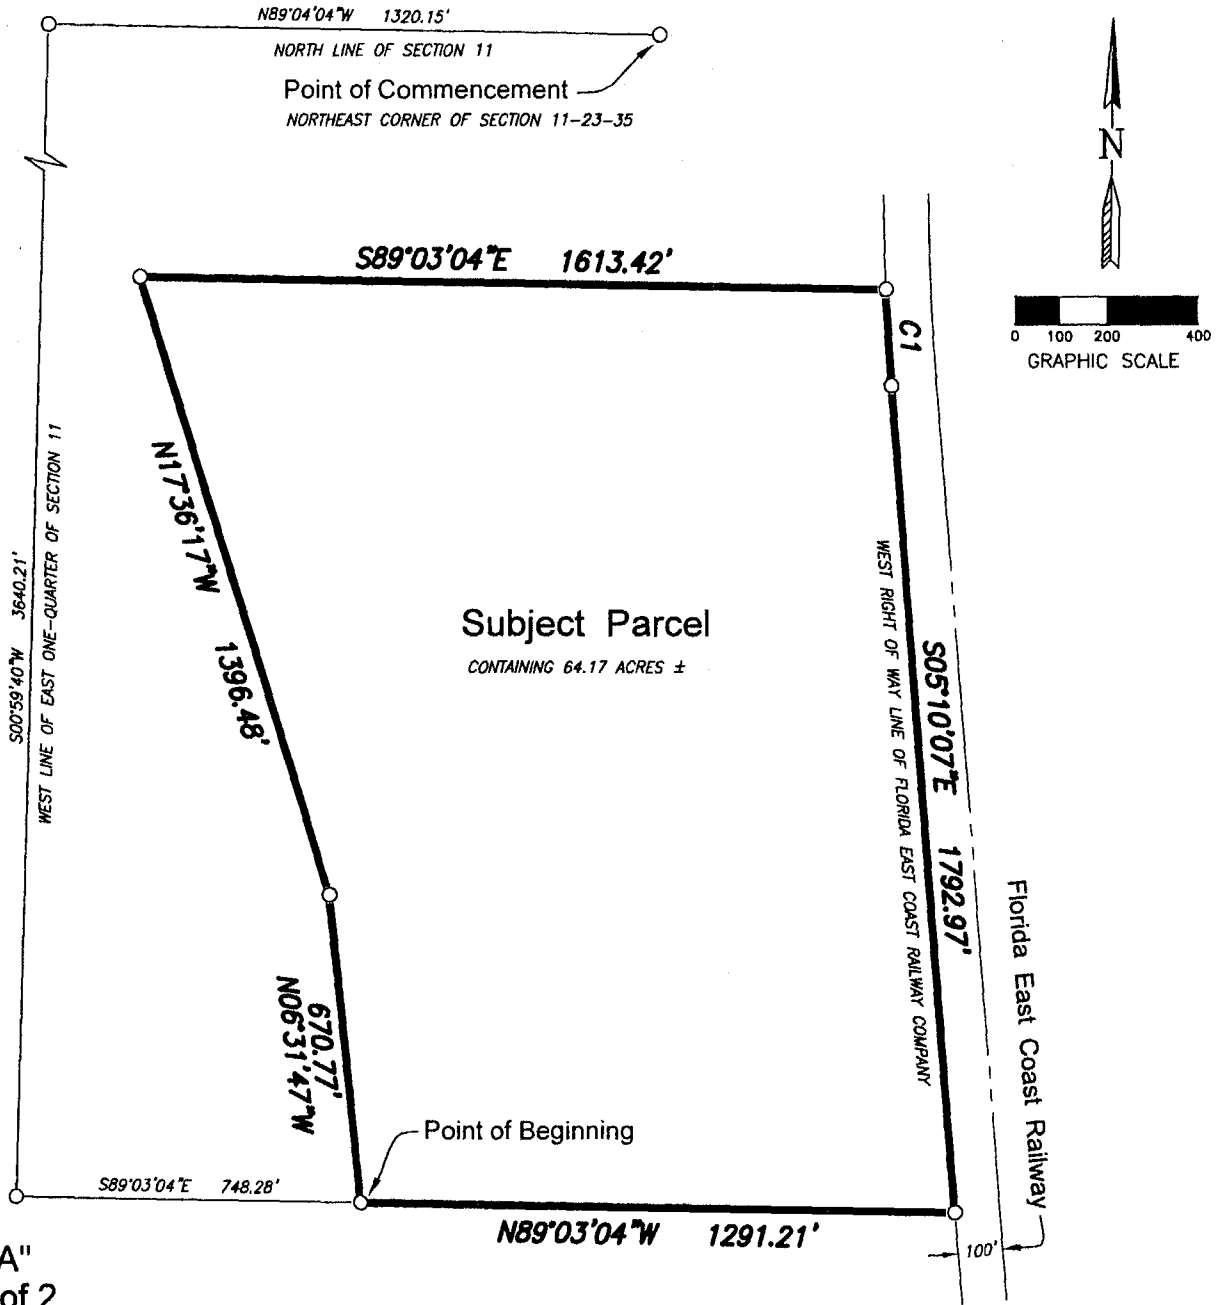 N89°04'04"W 1320.15'
NORTH LINE OF SECTION 11
Point of Commencement
NORTHEAST CORNER OF SECTION 11-23-35
N
0 100 200 400
GRAPHIC SCALE
S89°03'04"E 1613.42'
C1
N17°36'17"W 1396.48'
S00°59'40"W 3640.21'
WEST LINE OF EAST ONE-QUARTER OF SECTION 11
Subject Parcel
CONTAINING 64.17 ACRES ±
WEST RIGHT OF WAY LINE OF FLORIDA EAST COAST RAILWAY COMPANY
S05°10'07"E 1792.97'
Florida East Coast Railway
670.77'
N06°31'47"W
Point of Beginning
S89°03'04"E 748.28'
N89°03'04"W 1291.21'
100'
A"
of 2